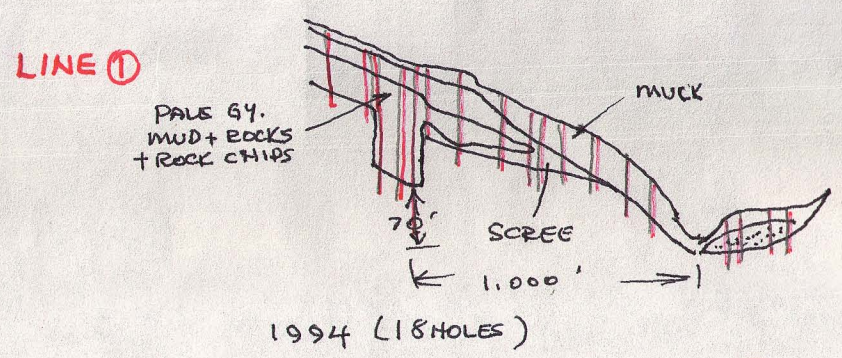 LINE ①
PALE GY.
MUD + ROCKS
+ ROCK CHIPS
MUCK
SCREE
70'
1,000'
1994 (18 HOLES)